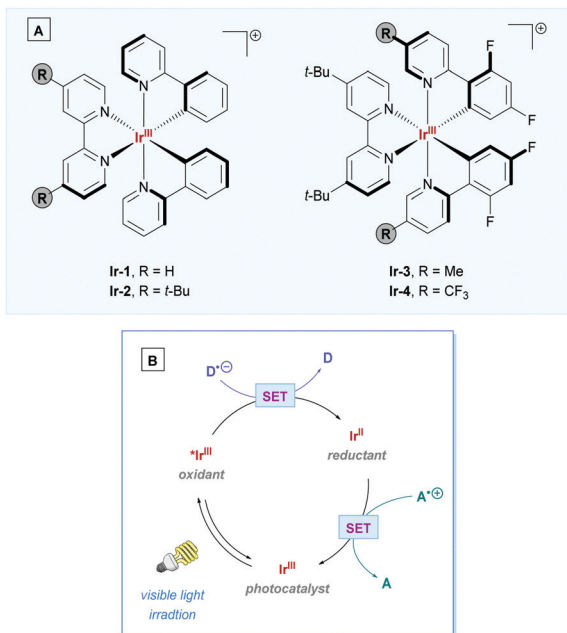 A
R
R
N
N
N
N
Ir^III
⊕
Ir-1, R = H
Ir-2, R = t-Bu
R
R
t-Bu
t-Bu
N
N
N
N
Ir^III
F
F
F
F
⊕
Ir-3, R = Me
Ir-4, R = CF₃
B
D•⊖
D
SET
*Ir^III
oxidant
Ir^II
reductant
A•⊕
SET
A
Ir^III
photocatalyst
visible light
irradtion